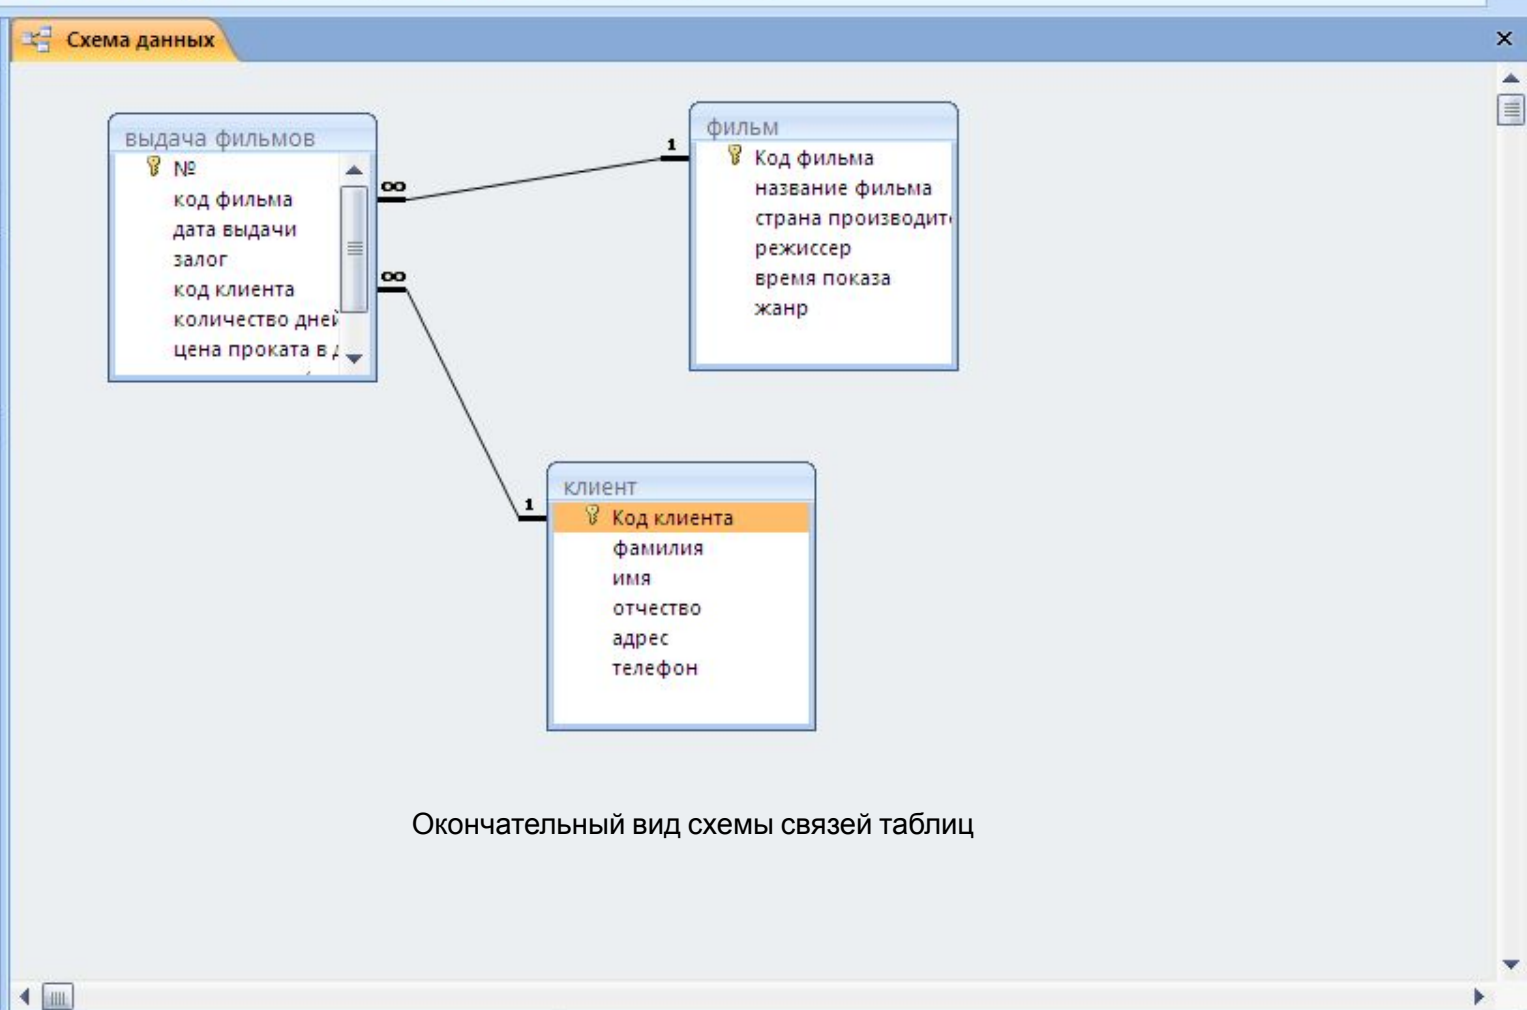 Схема данных
выдача фильмов
№
код фильма
дата выдачи
залог
код клиента
количество дней
цена проката в
∞
∞
1
фильм
Код фильма
название фильма
страна производит
режиссер
время показа
жанр
1
клиент
Код клиента
фамилия
имя
отчество
адрес
телефон
Окончательный вид схемы связей таблиц